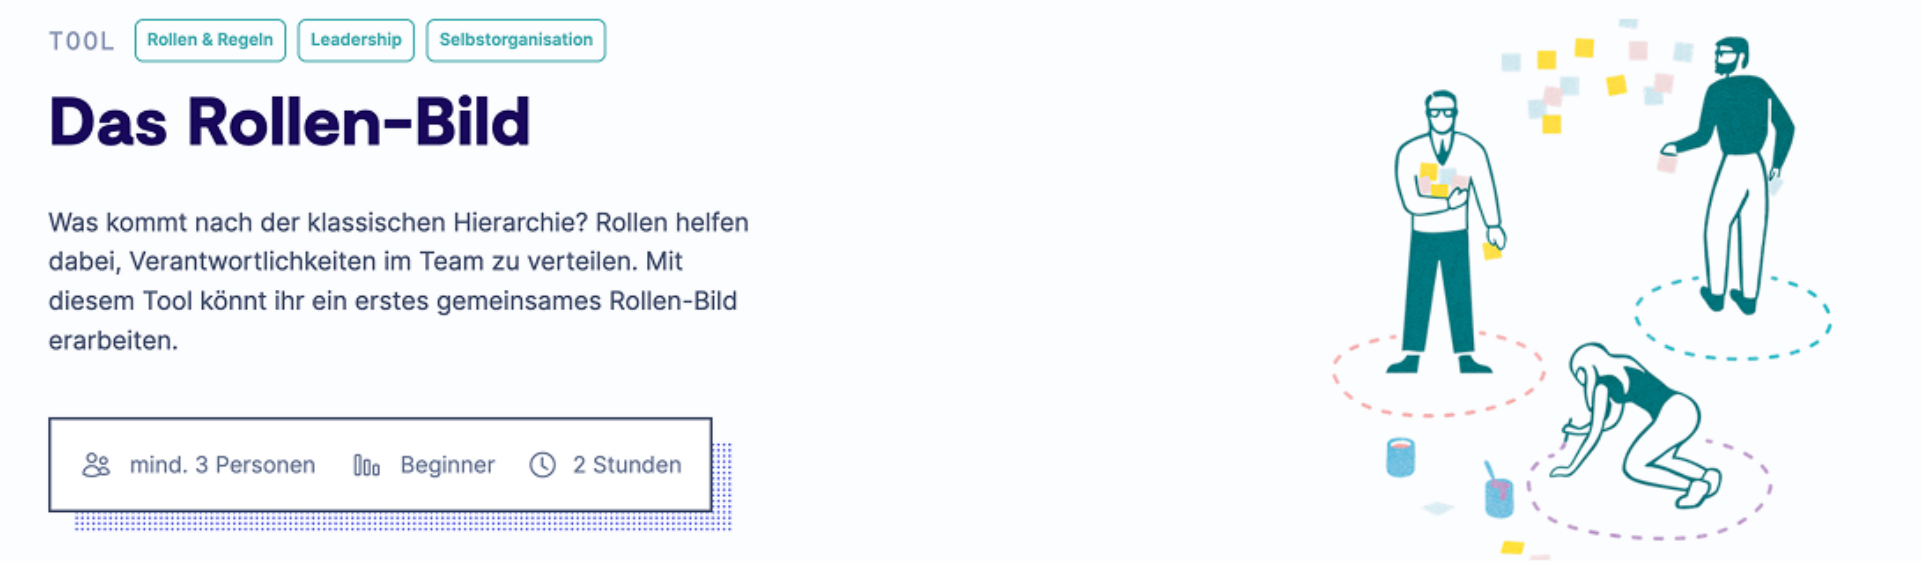 TOOL Rollen & Regeln Leadership Selbstorganisation
Das Rollen-Bild
Was kommt nach der klassischen Hierarchie? Rollen helfen
dabei, Verantwortlichkeiten im Team zu verteilen. Mit
diesem Tool könnt ihr ein erstes gemeinsames Rollen-Bild
erarbeiten.
mind. 3 Personen Beginner 2 Stunden